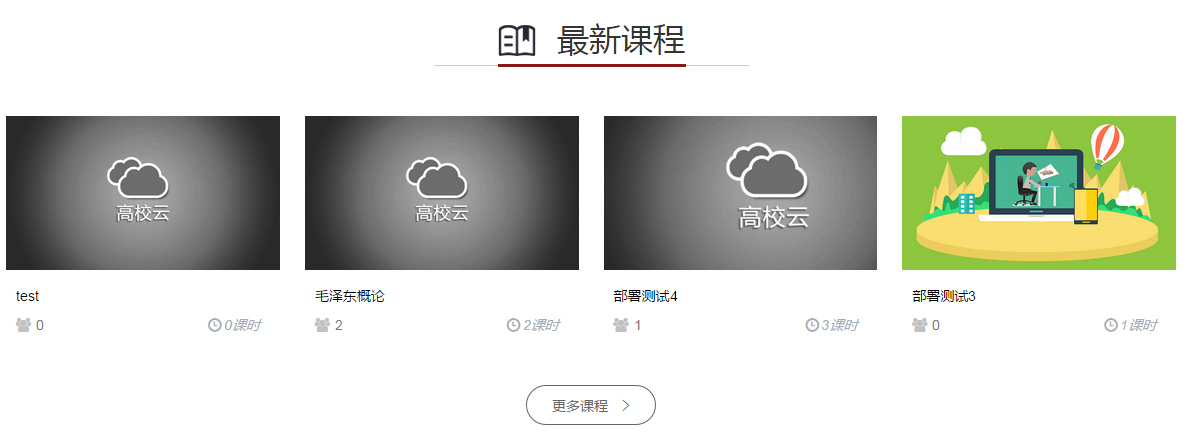 最新课程
高校云
高校云
高校云
test
毛泽东概论
部署测试4
部署测试3
0
0课时
2
2课时
1
3课时
0
1课时
更多课程